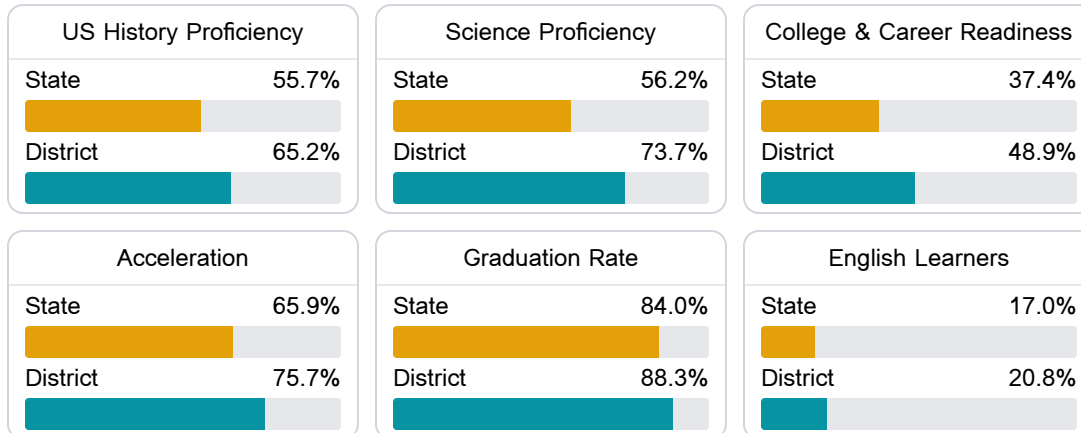 US History Proficiency
State 55.7%
District 65.2%
Science Proficiency
State 56.2%
District 73.7%
College & Career Readiness
State 37.4%
District 48.9%
Acceleration
State 65.9%
District 75.7%
Graduation Rate
State 84.0%
District 88.3%
English Learners
State 17.0%
District 20.8%